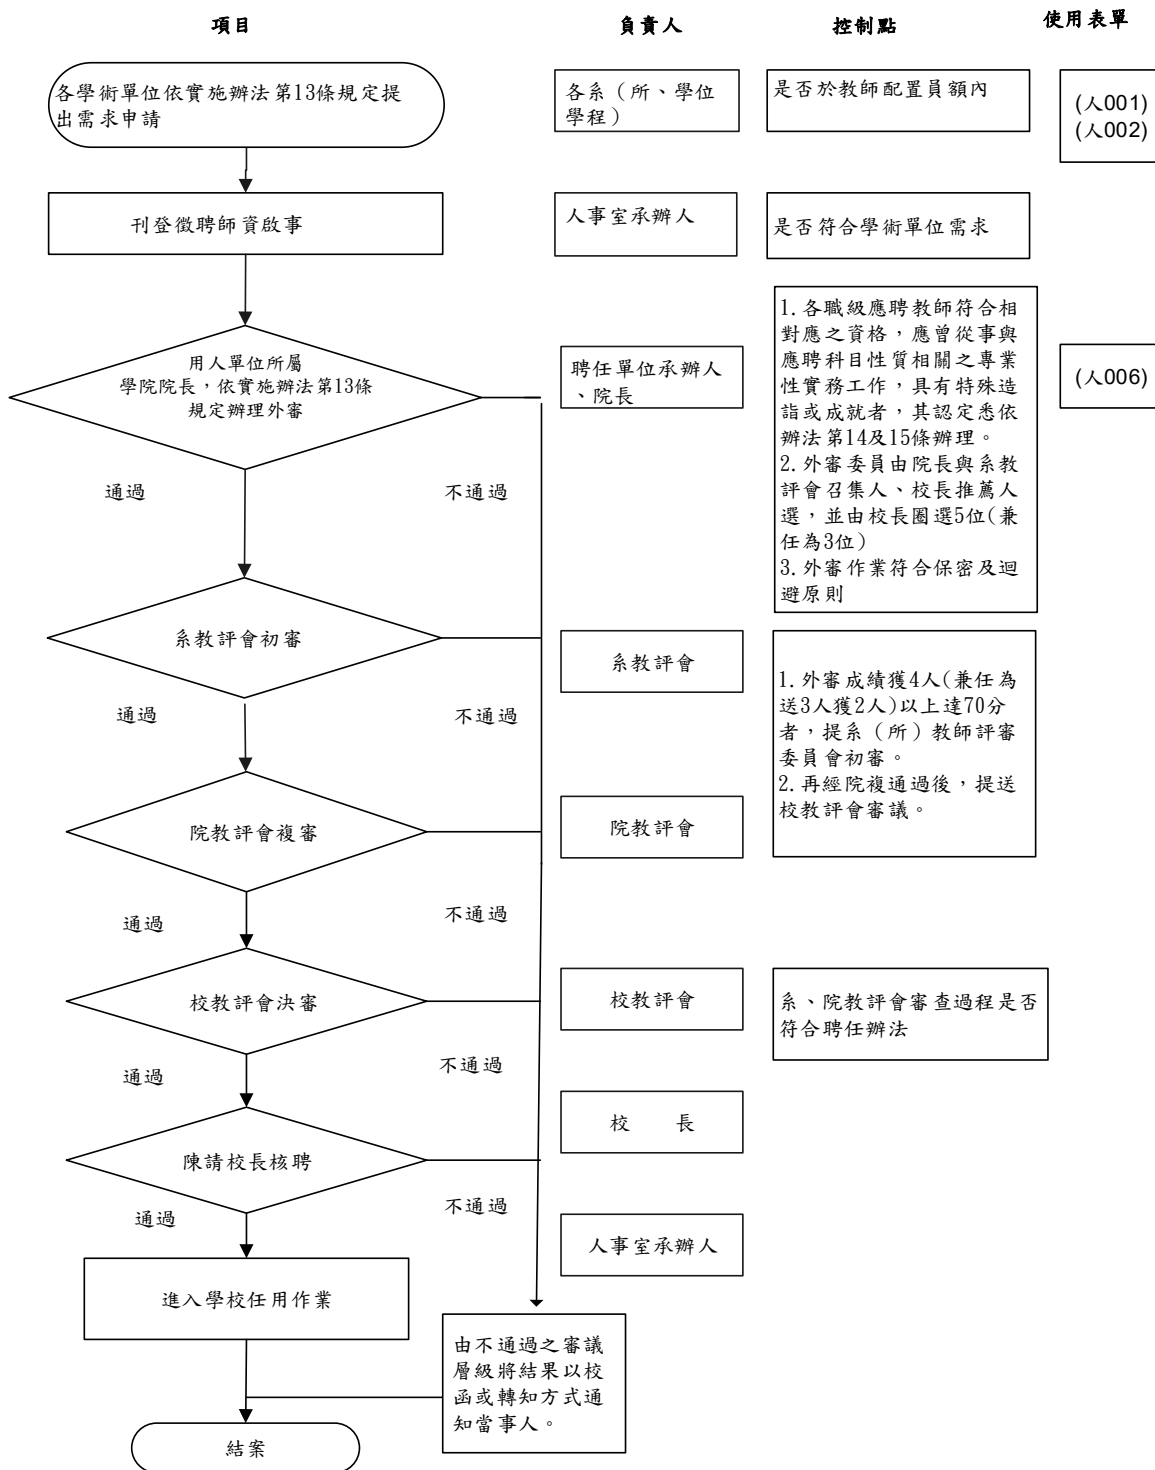 項目
負責人
控制點
使用表單
各學術單位依實施辦法第13條規定提
出需求申請
各系（所、學位
學程）
是否於教師配置員額內
(人001)
(人002)
刊登徵聘師資啟事
人事室承辦人
是否符合學術單位需求
用人單位所屬
學院院長，依實施辦法第13條
規定辦理外審
聘任單位承辦人
、院長
1.各職級應聘教師符合相
對應之資格，應曾從事與
應聘科目性質相關之專業
性實務工作，具有特殊造
詣或成就者，其認定悉依
辦法第14及15條辦理。
2.外審委員由院長與系教
評會召集人、校長推薦人
選，並由校長圈選5位(兼
任為3位)
3.外審作業符合保密及迴
避原則
(人006)
通過
不通過
系教評會初審
系教評會
1.外審成績獲4人(兼任為
送3人獲2人)以上達70分
者，提系（所）教師評審
委員會初審。
2.再經院複通過後，提送
校教評會審議。
通過
不通過
院教評會複審
院教評會
通過
不通過
校教評會決審
校教評會
系、院教評會審查過程是否
符合聘任辦法
通過
不通過
陳請校長核聘
校　　長
通過
不通過
人事室承辦人
進入學校任用作業
由不通過之審議
層級將結果以校
函或轉知方式通
知當事人。
結案